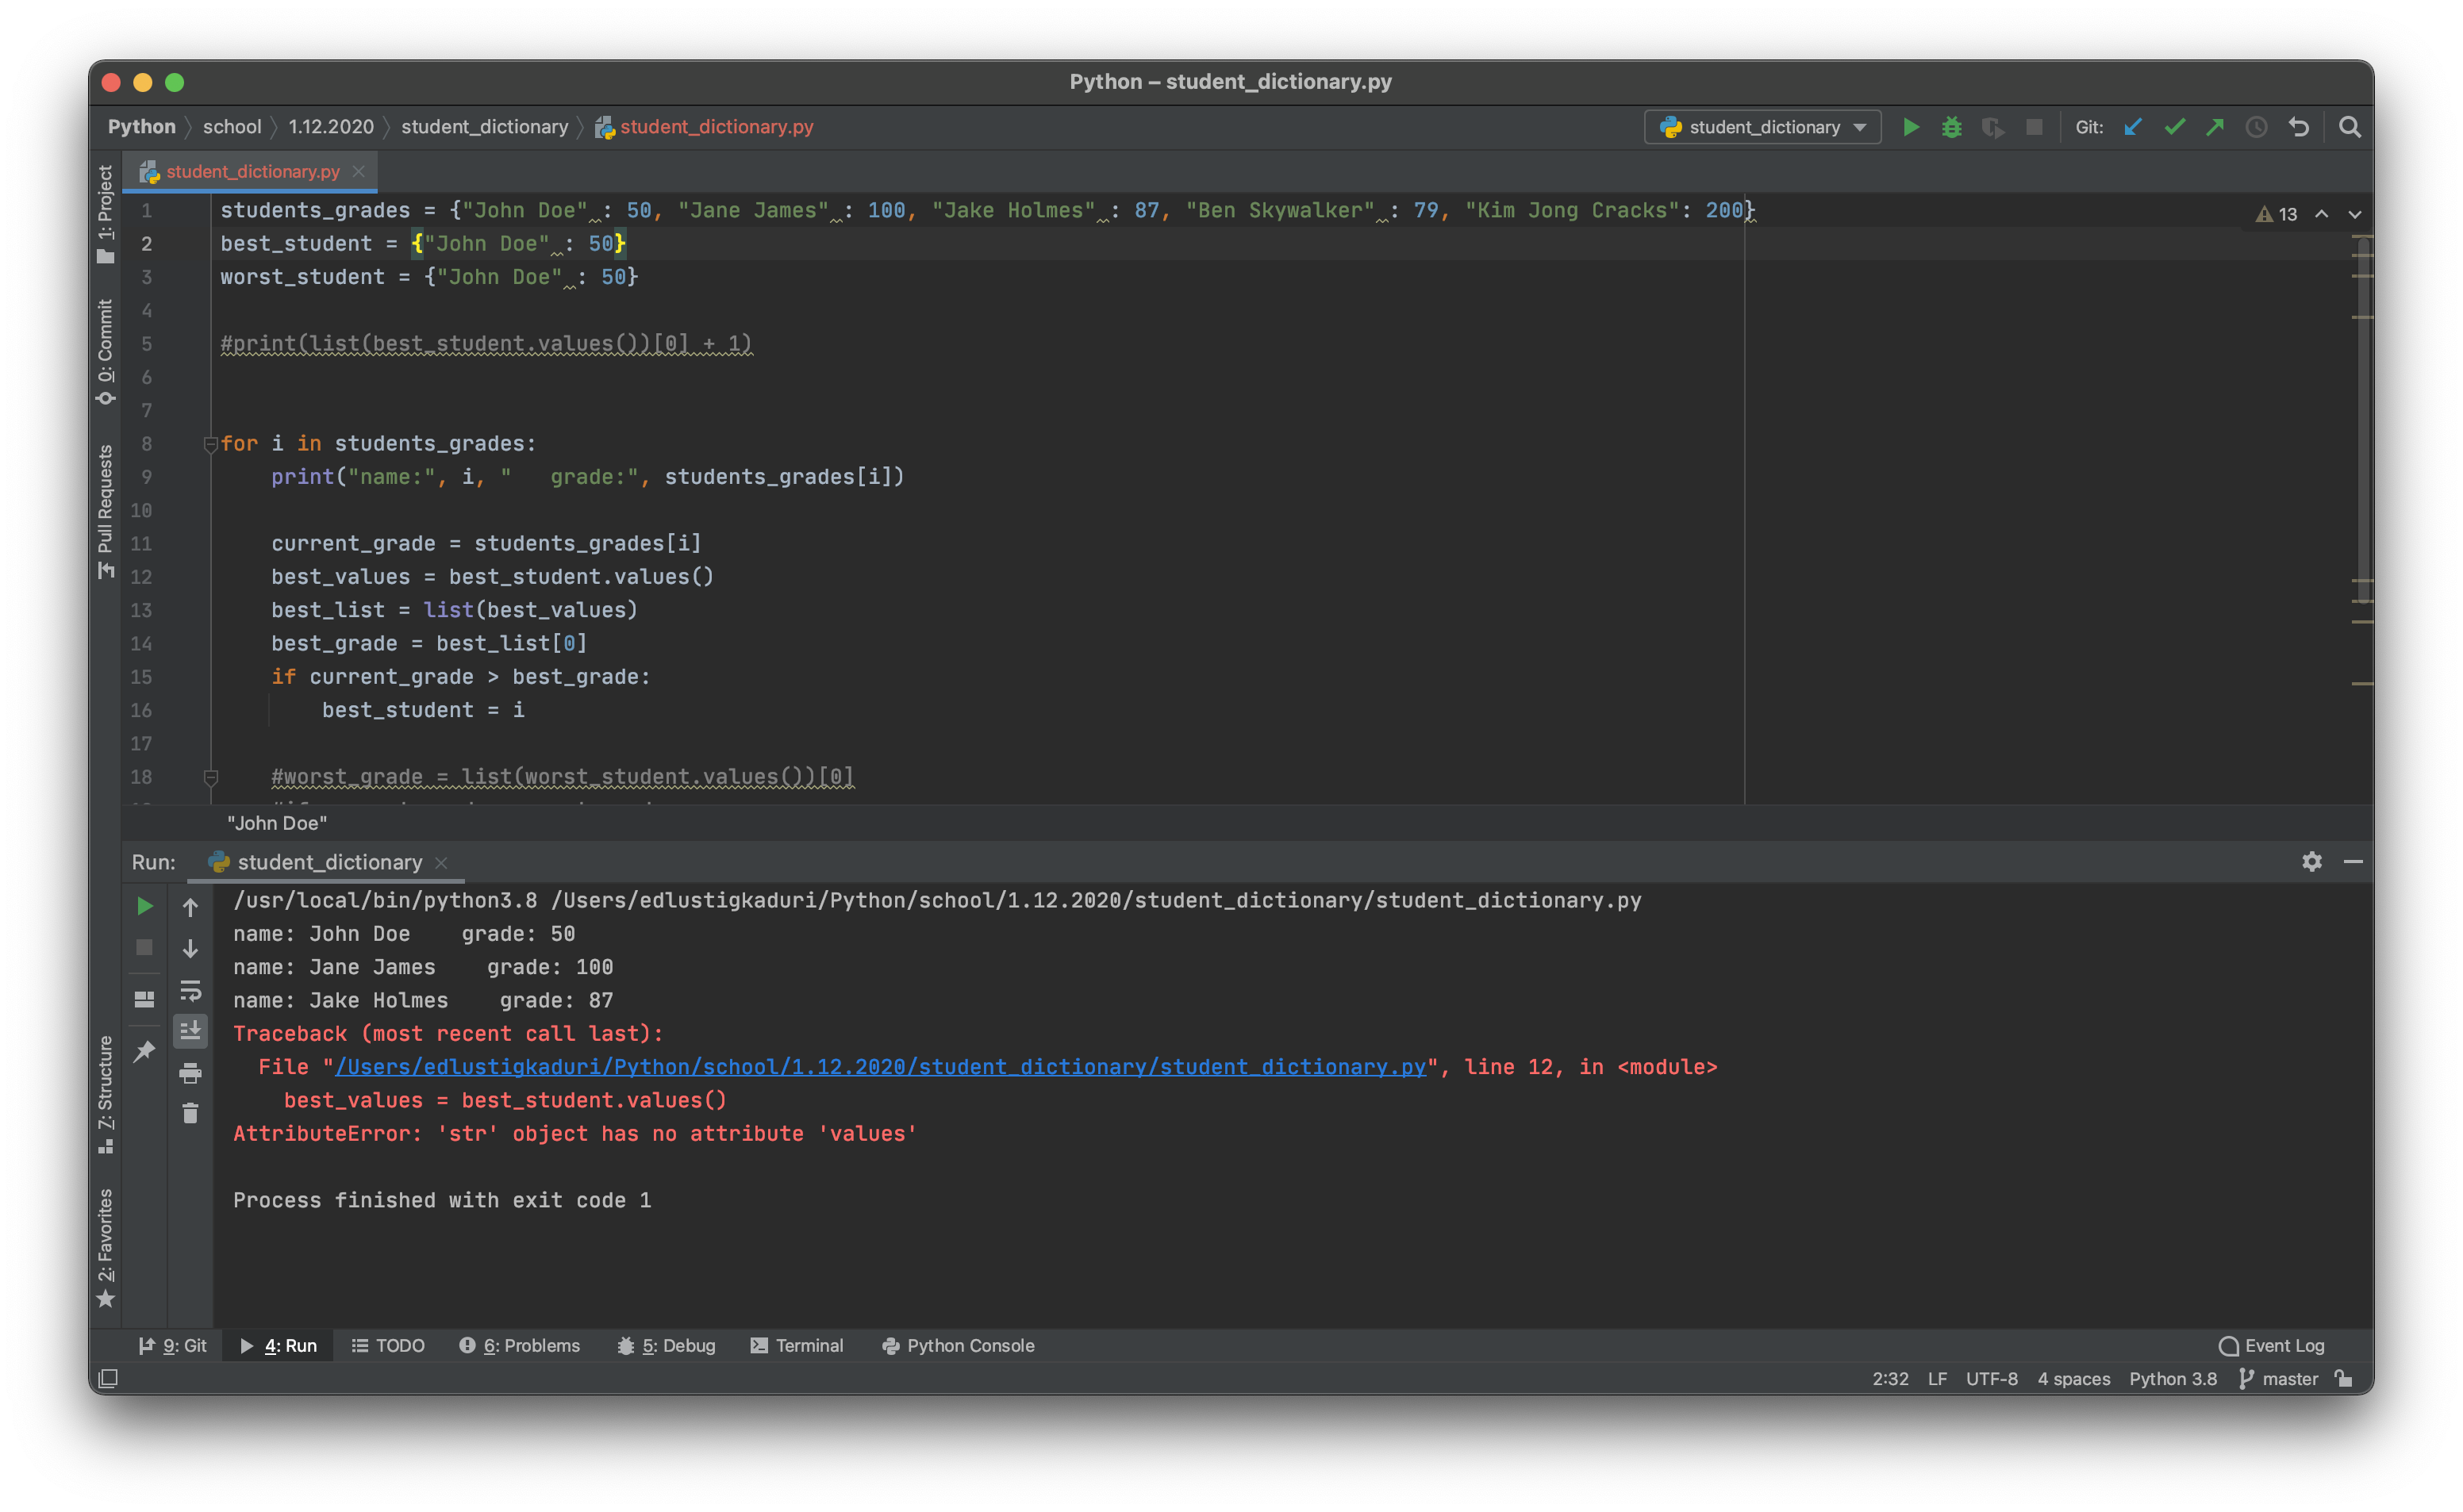 Python – student_dictionary.py
Python school 1.12.2020 student_dictionary student_dictionary.py student_dictionary Git:
student_dictionary.py
1: Project
0: Commit
Pull Requests
7: Structure
2: Favorites
13
1 students_grades = {"John Doe" : 50, "Jane James" : 100, "Jake Holmes" : 87, "Ben Skywalker" : 79, "Kim Jong Cracks": 200}
2 best_student = {"John Doe" : 50}
3 worst_student = {"John Doe" : 50}
4
5 #print(list(best_student.values())[0] + 1)
6
7
8 for i in students_grades:
9     print("name:", i, "   grade:", students_grades[i])
10
11     current_grade = students_grades[i]
12     best_values = best_student.values()
13     best_list = list(best_values)
14     best_grade = best_list[0]
15     if current_grade > best_grade:
16         best_student = i
17
18     #worst_grade = list(worst_student.values())[0]
"John Doe"
Run: student_dictionary
/usr/local/bin/python3.8 /Users/edlustigkaduri/Python/school/1.12.2020/student_dictionary/student_dictionary.py
name: John Doe    grade: 50
name: Jane James    grade: 100
name: Jake Holmes    grade: 87
Traceback (most recent call last):
  File "/Users/edlustigkaduri/Python/school/1.12.2020/student_dictionary/student_dictionary.py", line 12, in <module>
    best_values = best_student.values()
AttributeError: 'str' object has no attribute 'values'
Process finished with exit code 1
9: Git 4: Run TODO 6: Problems 5: Debug Terminal Python Console Event Log
2:32 LF UTF-8 4 spaces Python 3.8 master